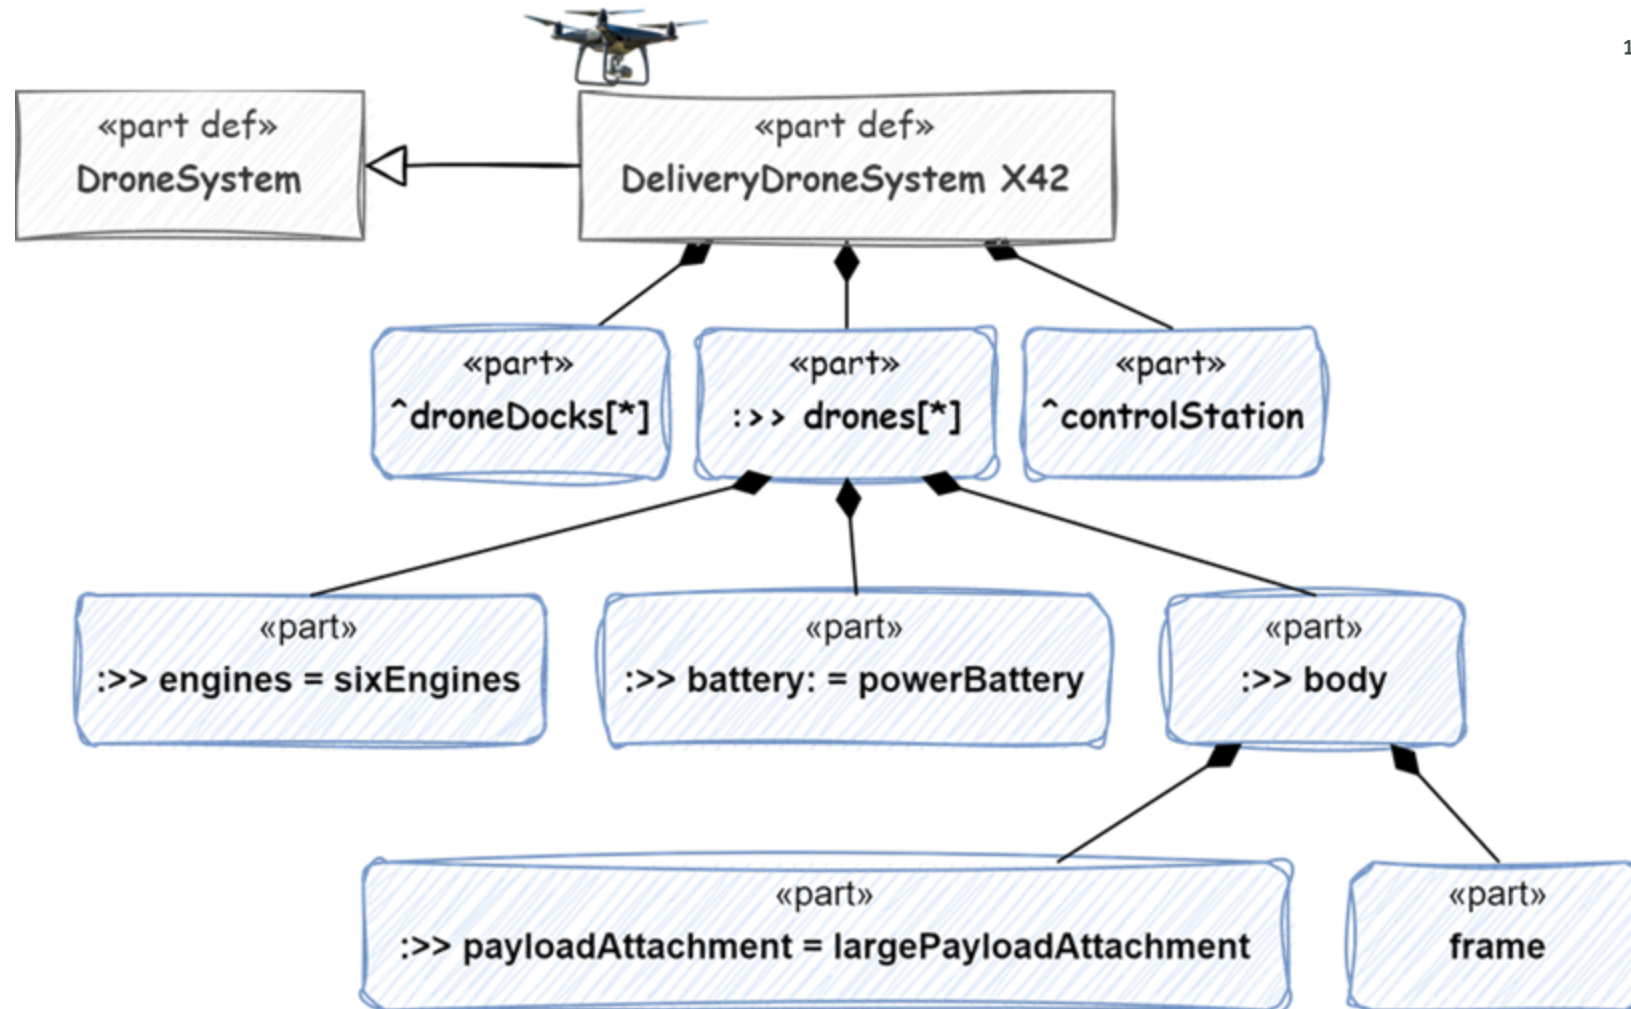 1
«part def»
DroneSystem
«part def»
DeliveryDroneSystem X42
«part»
^droneDocks[*]
«part»
:>> drones[*]
«part»
^controlStation
«part»
:>> engines = sixEngines
«part»
:>> battery: = powerBattery
«part»
:>> body
«part»
:>> payloadAttachment = largePayloadAttachment
«part»
frame